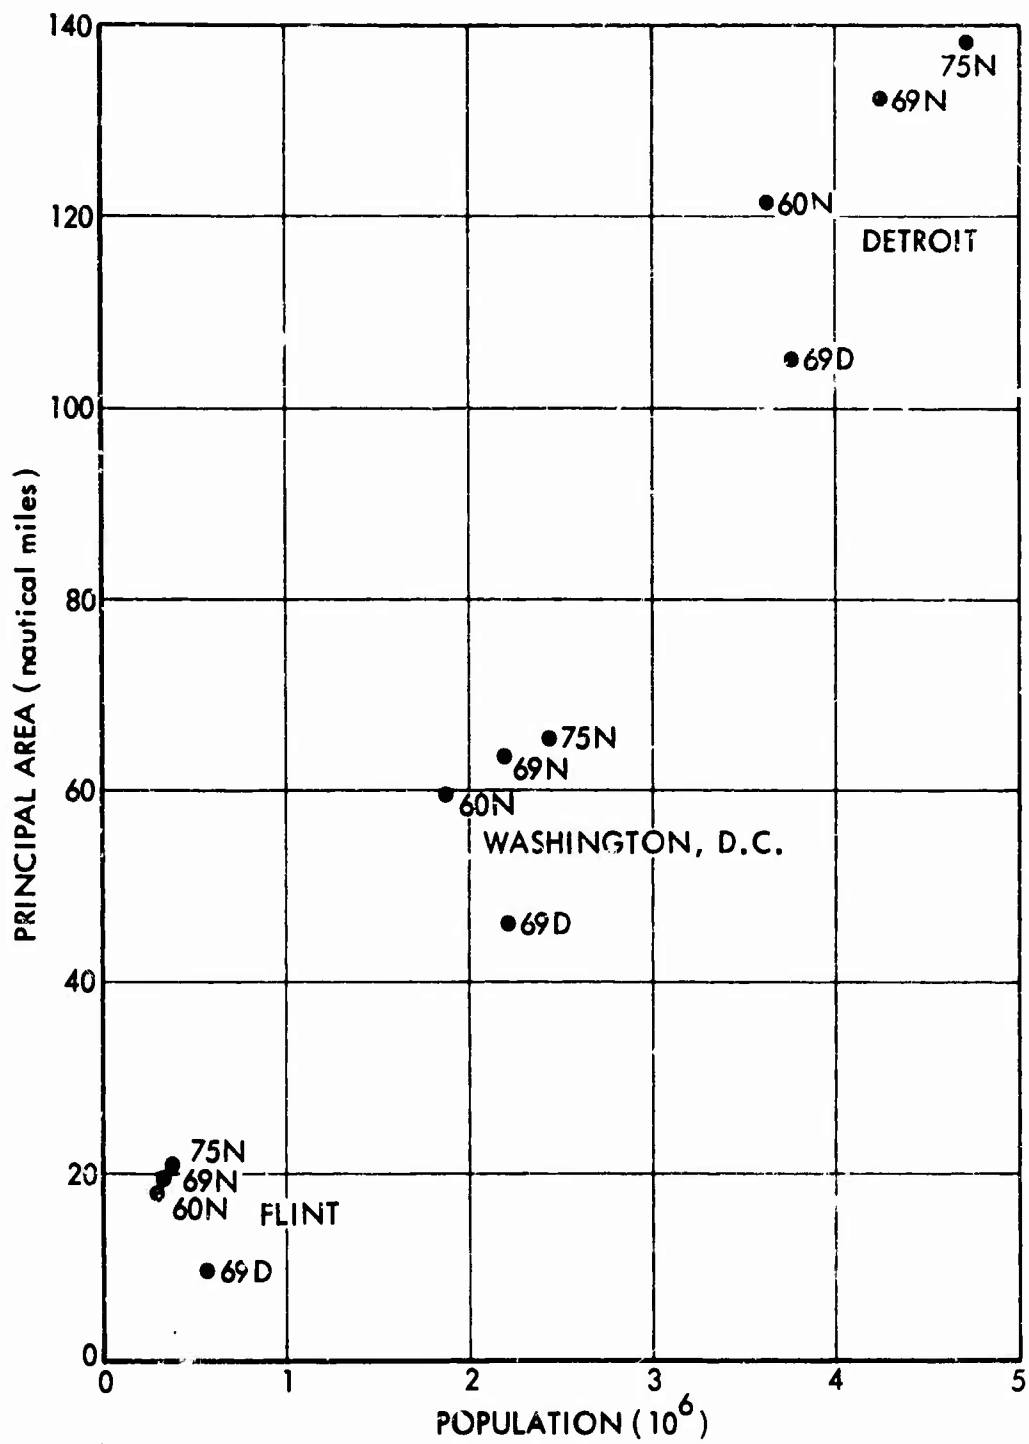 140
75N
69N
60N
120
DETROIT
69D
100
PRINCIPAL AREA (nautical miles)
80
75N
69N
60
60N
WASHINGTON, D.C.
69D
40
75N
20
69N
60N FLINT
69D
0
0 1 2 3 4 5
POPULATION (10⁶)